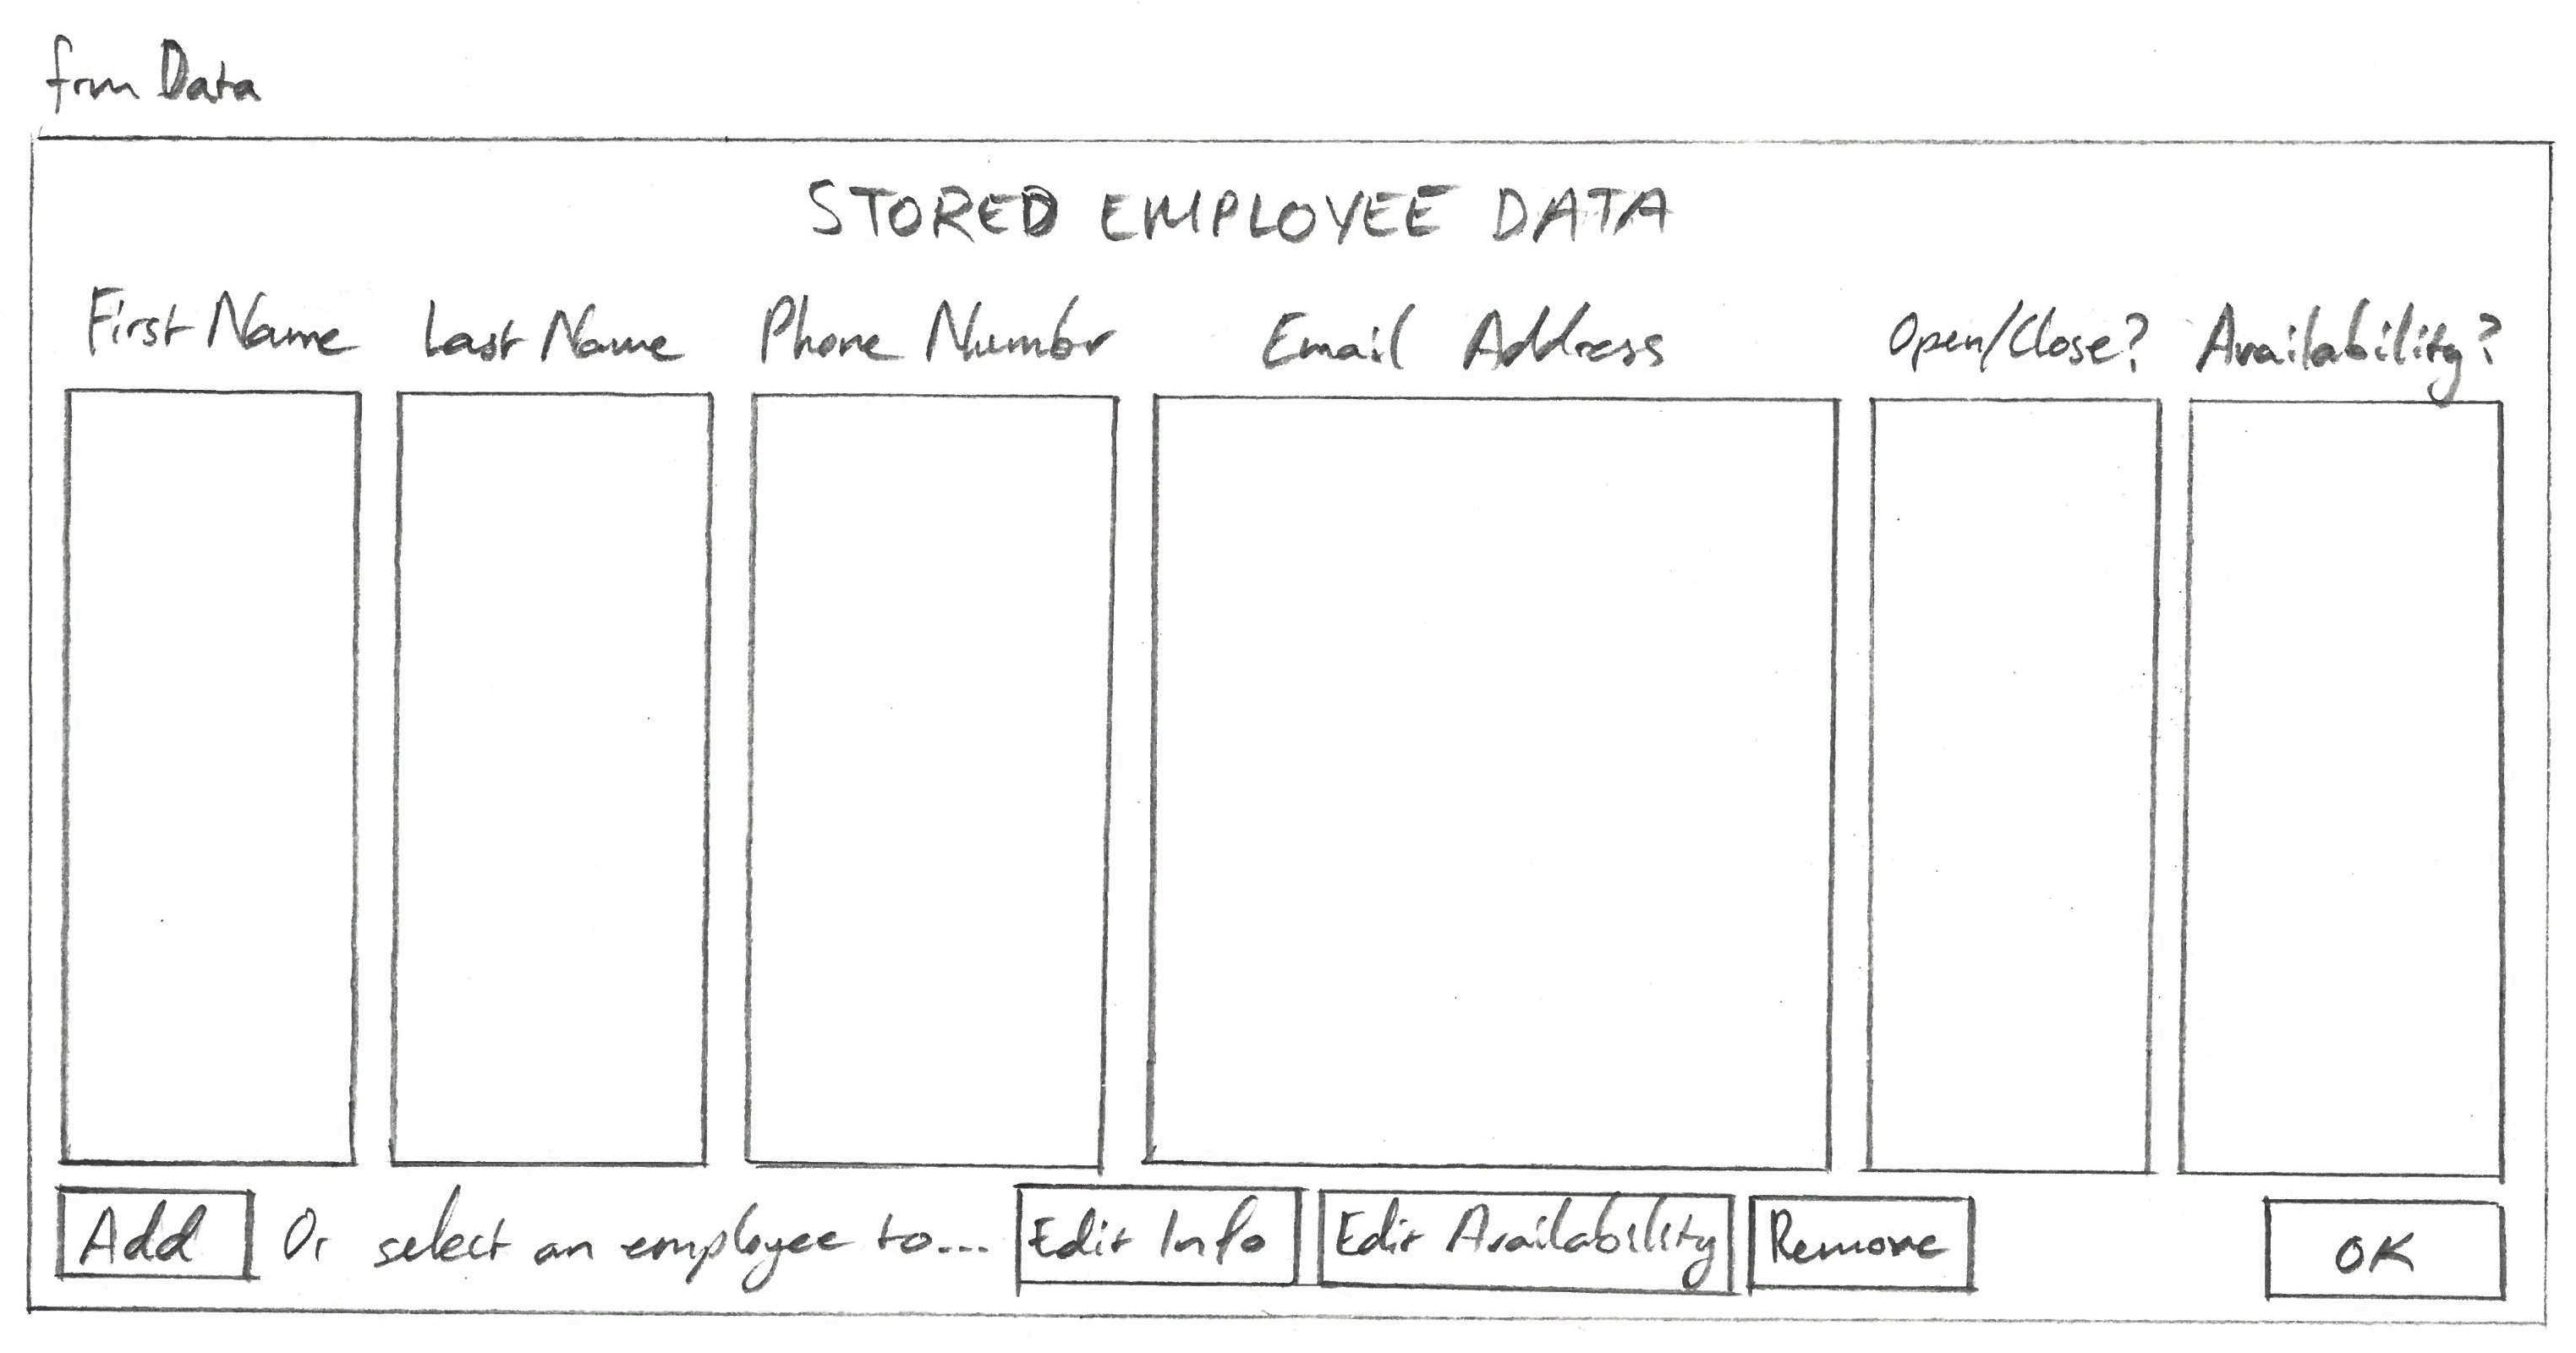 frm Data
STORED EMPLOYEE DATA
First Name Last Name Phone Number Email Address Open/Close? Availability?
Add Or select an employee to... Edit Info Edit Availability Remove OK